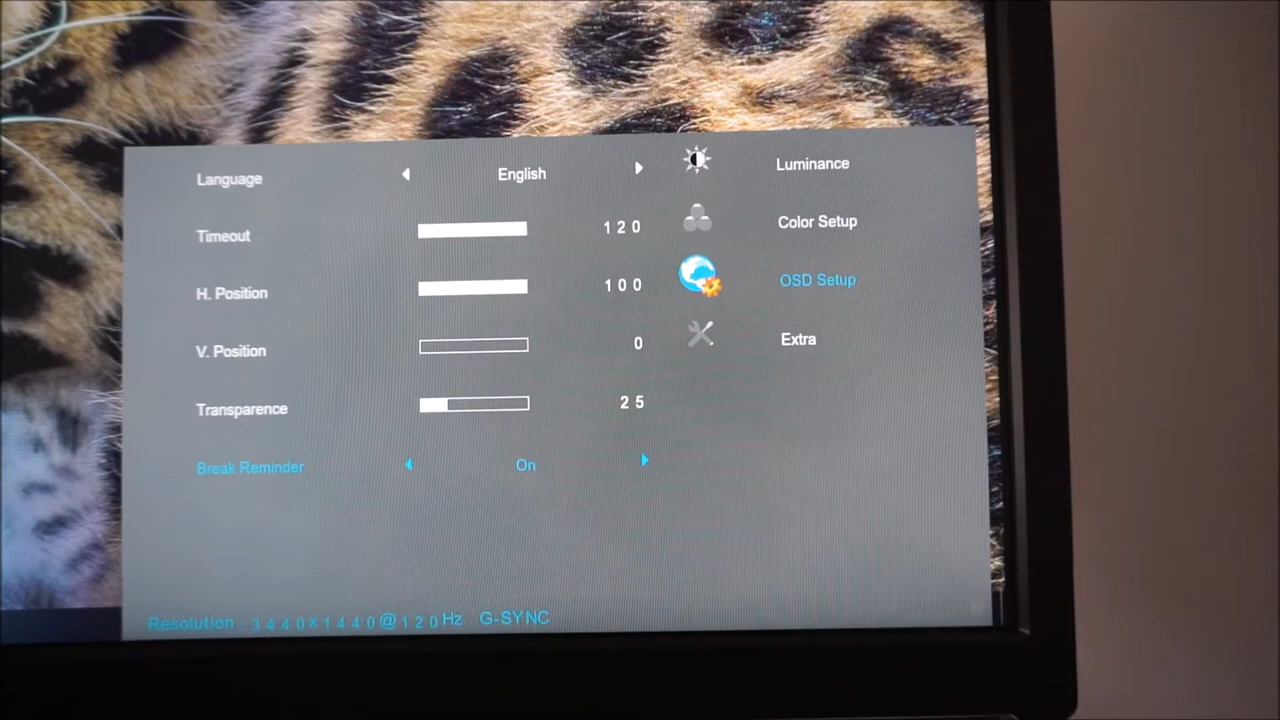 Language English
Timeout 120
H. Position 100
V. Position 0
Transparence 25
Break Reminder On
Luminance
Color Setup
OSD Setup
Extra
Resolution : 3440x1440@120Hz G-SYNC